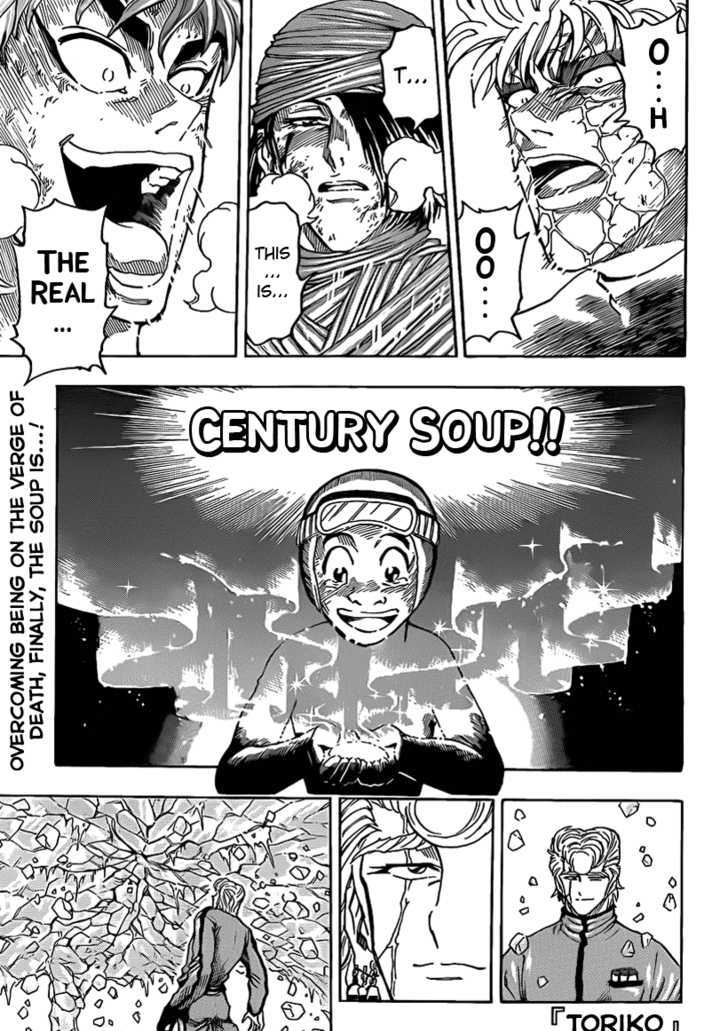 O...H
OO...
T...
THIS
...
IS...
THE
REAL
...
CENTURY SOUP!!
OVERCOMING BEING ON THE VERGE OF
DEATH, FINALLY, THE SOUP IS...!
『TORIKO』